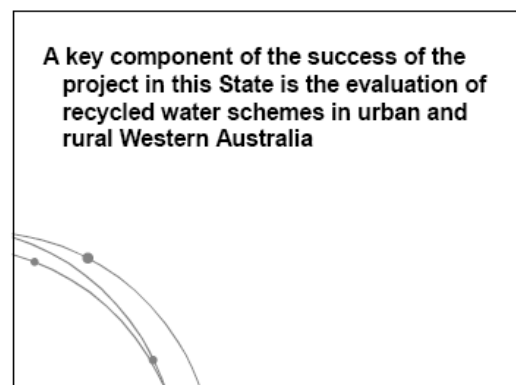 A key component of the success of the
project in this State is the evaluation of
recycled water schemes in urban and
rural Western Australia